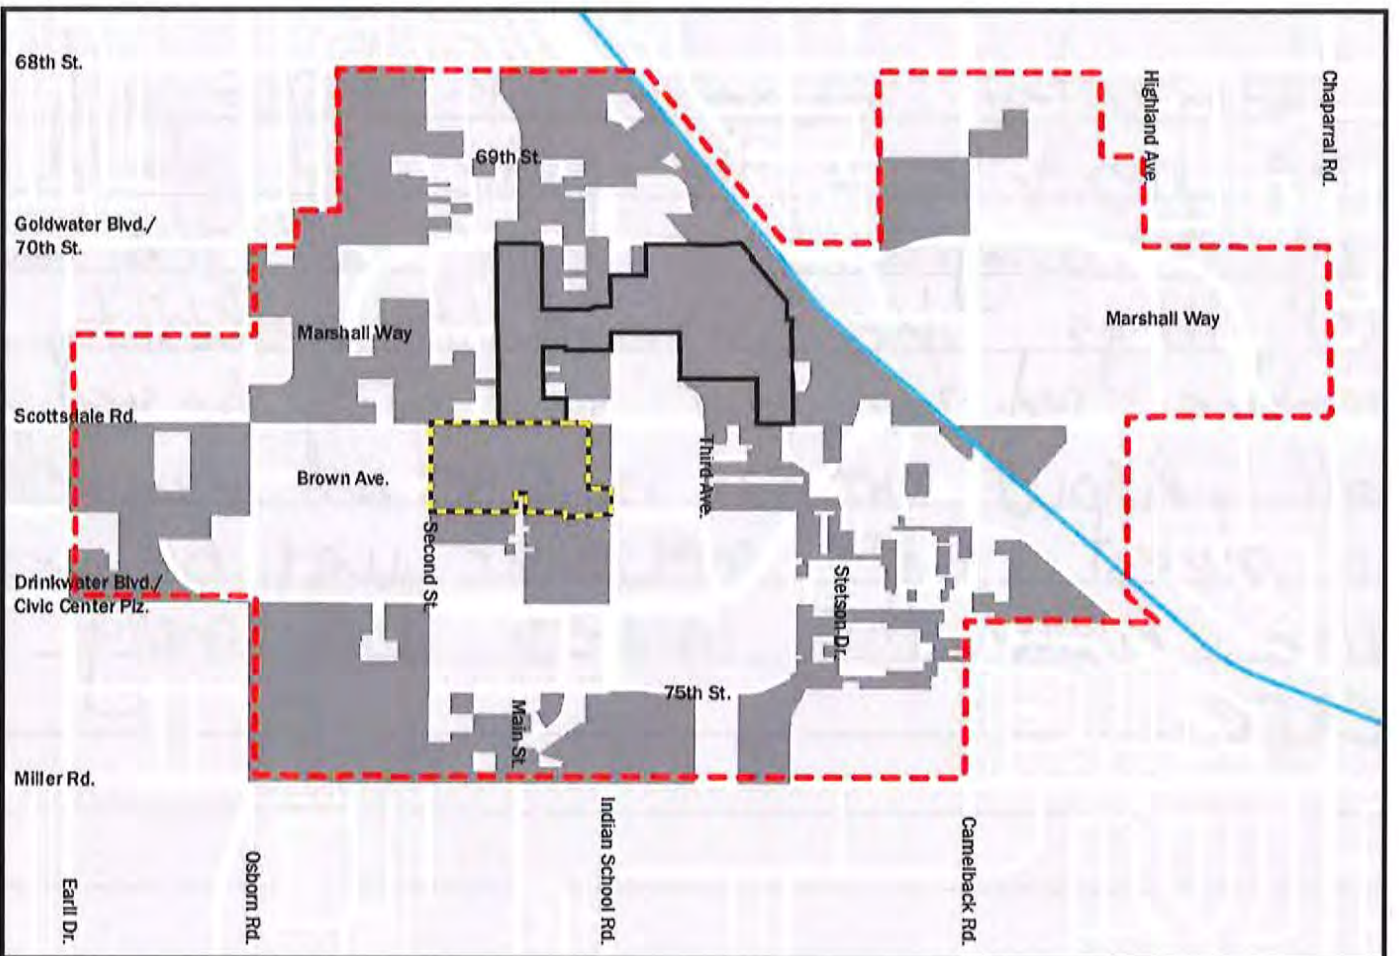 68th St.
Highland Ave.
Chaparral Rd.
69th St.
Goldwater Blvd./
70th St.
Marshall Way
Marshall Way
Scottsdale Rd.
Third Ave.
Brown Ave.
Second St.
Drinkwater Blvd./
Civic Center Plz.
Stetson Dr.
75th St.
Main St.
Miller Rd.
Indian School Rd.
Camelback Rd.
Osborn Rd.
Earll Dr.